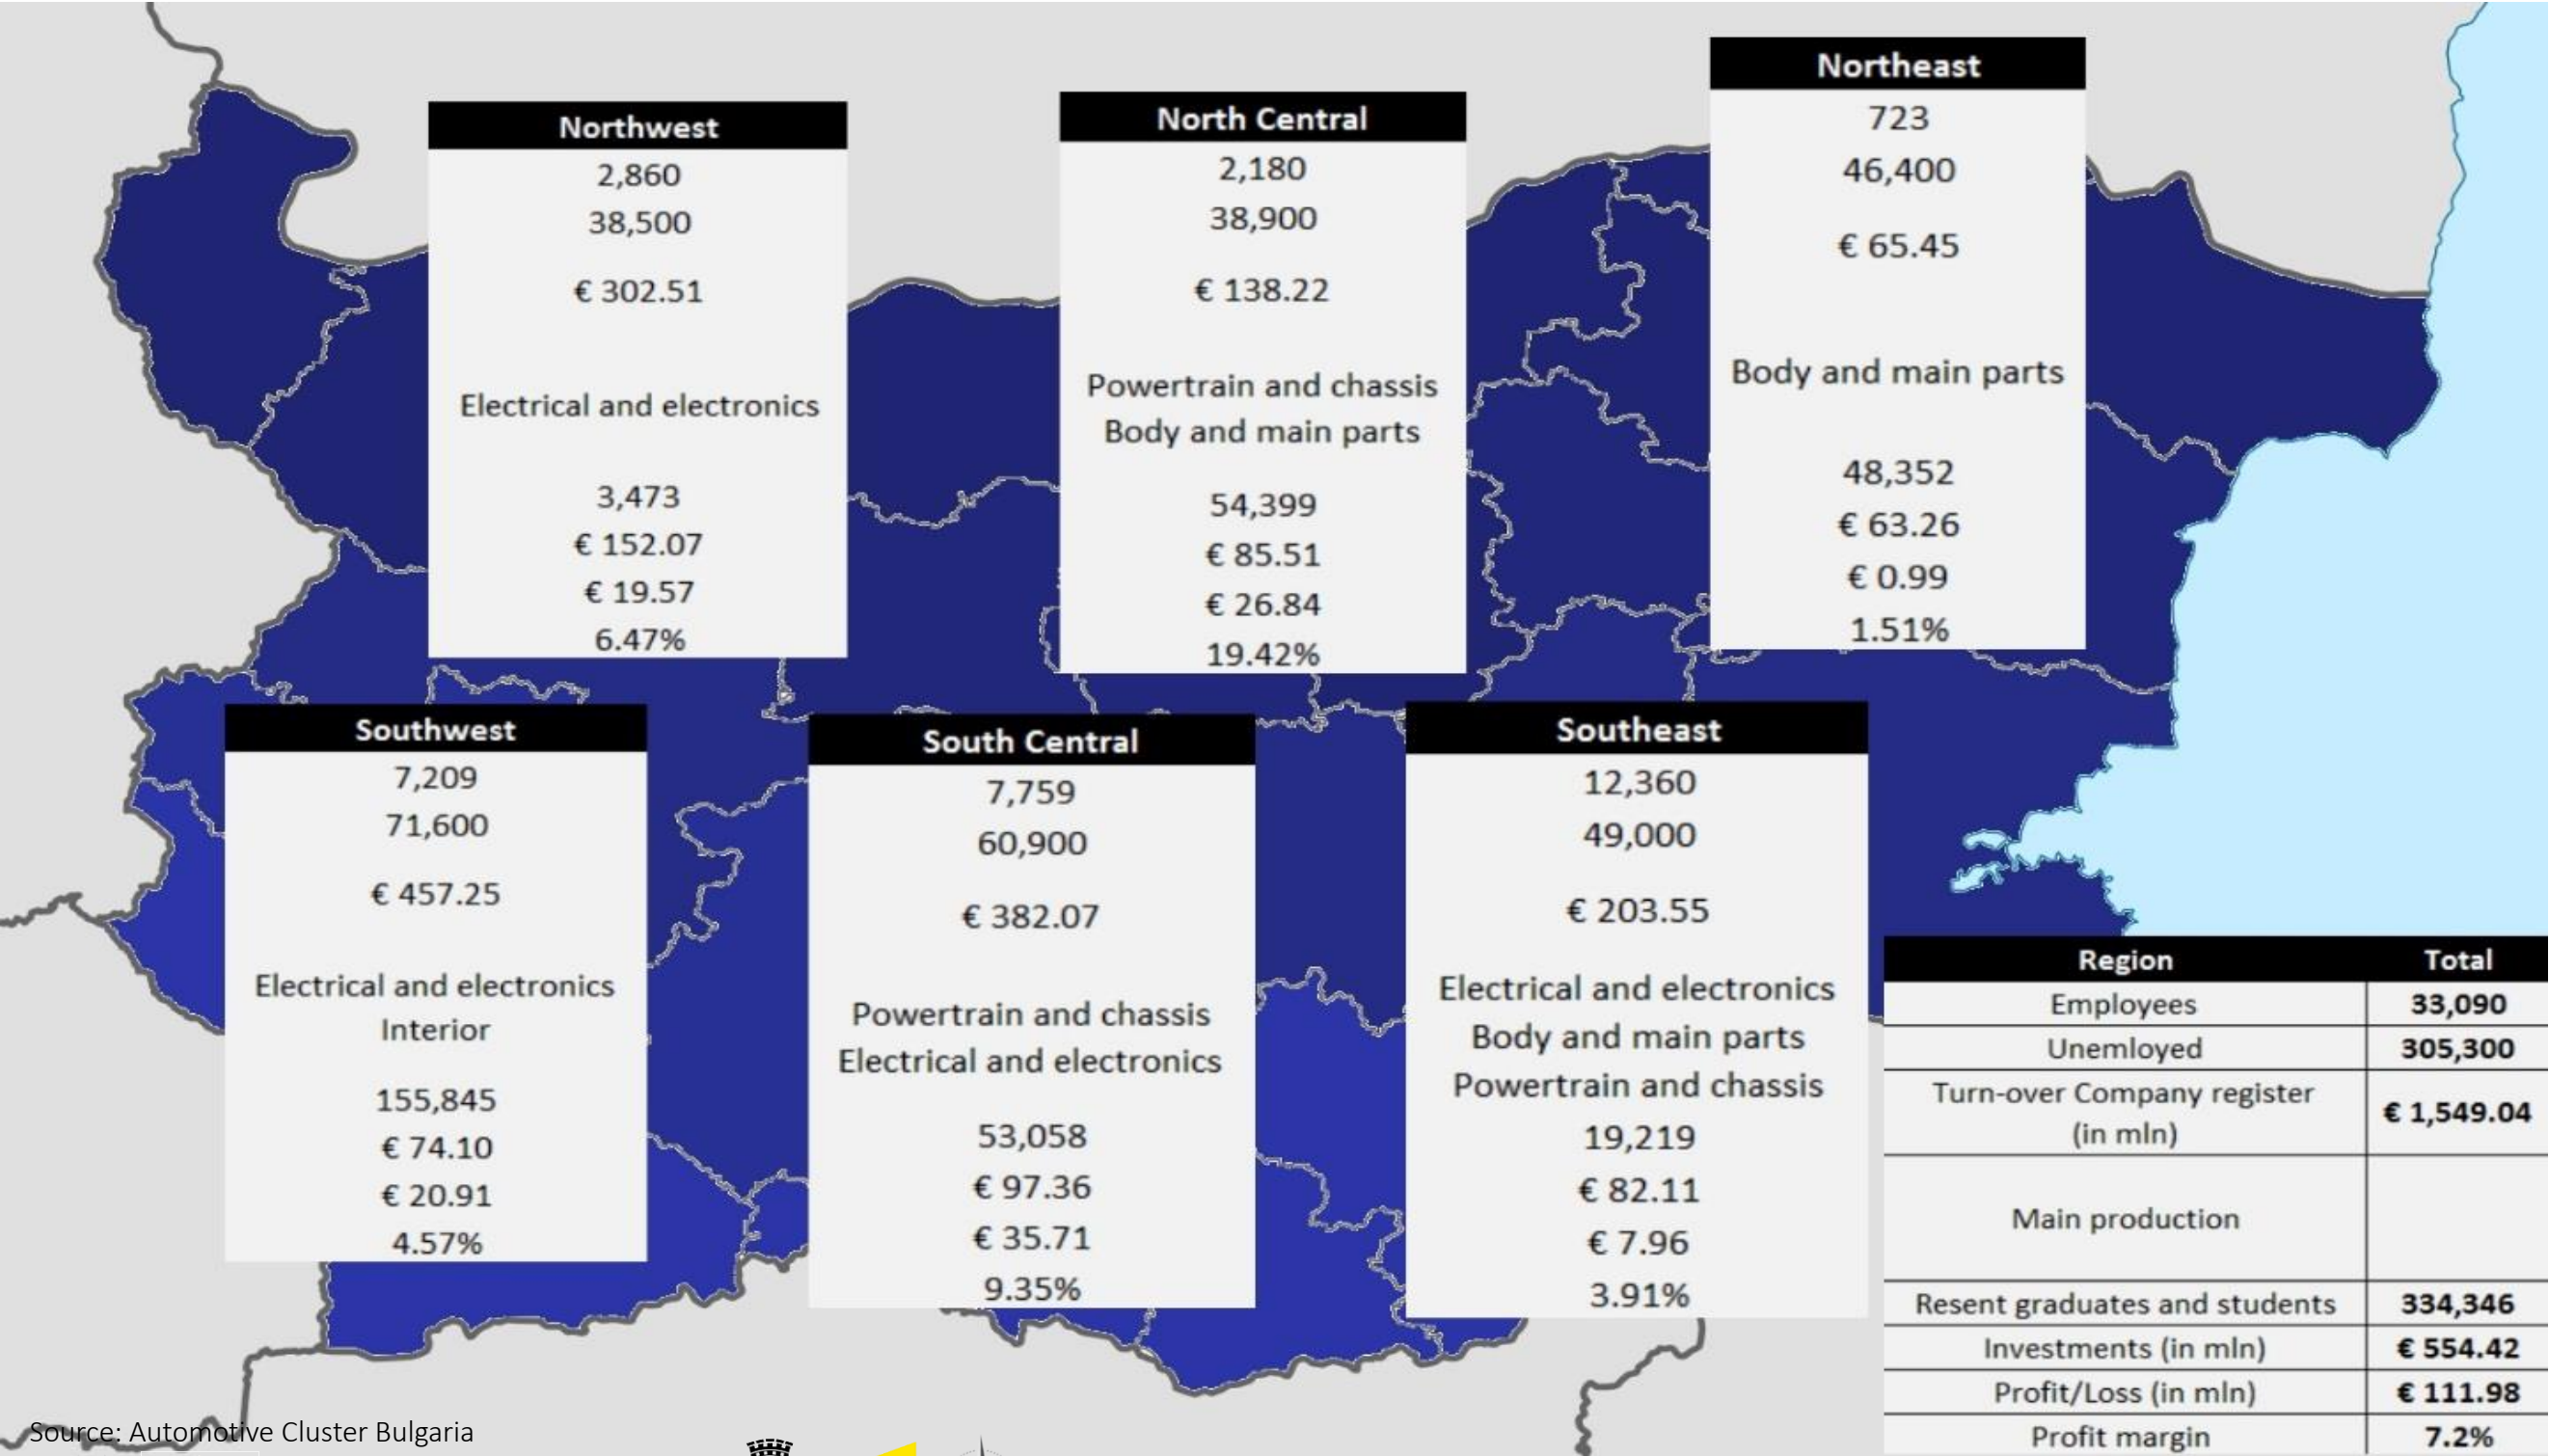 Northwest
2,860
38,500
€ 302.51
Electrical and electronics
3,473
€ 152.07
€ 19.57
6.47%
North Central
2,180
38,900
€ 138.22
Powertrain and chassis
Body and main parts
54,399
€ 85.51
€ 26.84
19.42%
Northeast
723
46,400
€ 65.45
Body and main parts
48,352
€ 63.26
€ 0.99
1.51%
Southwest
7,209
71,600
€ 457.25
Electrical and electronics
Interior
155,845
€ 74.10
€ 20.91
4.57%
South Central
7,759
60,900
€ 382.07
Powertrain and chassis
Electrical and electronics
53,058
€ 97.36
€ 35.71
9.35%
Southeast
12,360
49,000
€ 203.55
Electrical and electronics
Body and main parts
Powertrain and chassis
19,219
€ 82.11
€ 7.96
3.91%
Region Total
Employees 33,090
Unemloyed 305,300
Turn-over Company register
(in mln) € 1,549.04
Main production
Resent graduates and students 334,346
Investments (in mln) € 554.42
Profit/Loss (in mln) € 111.98
Profit margin 7.2%
Source: Automotive Cluster Bulgaria